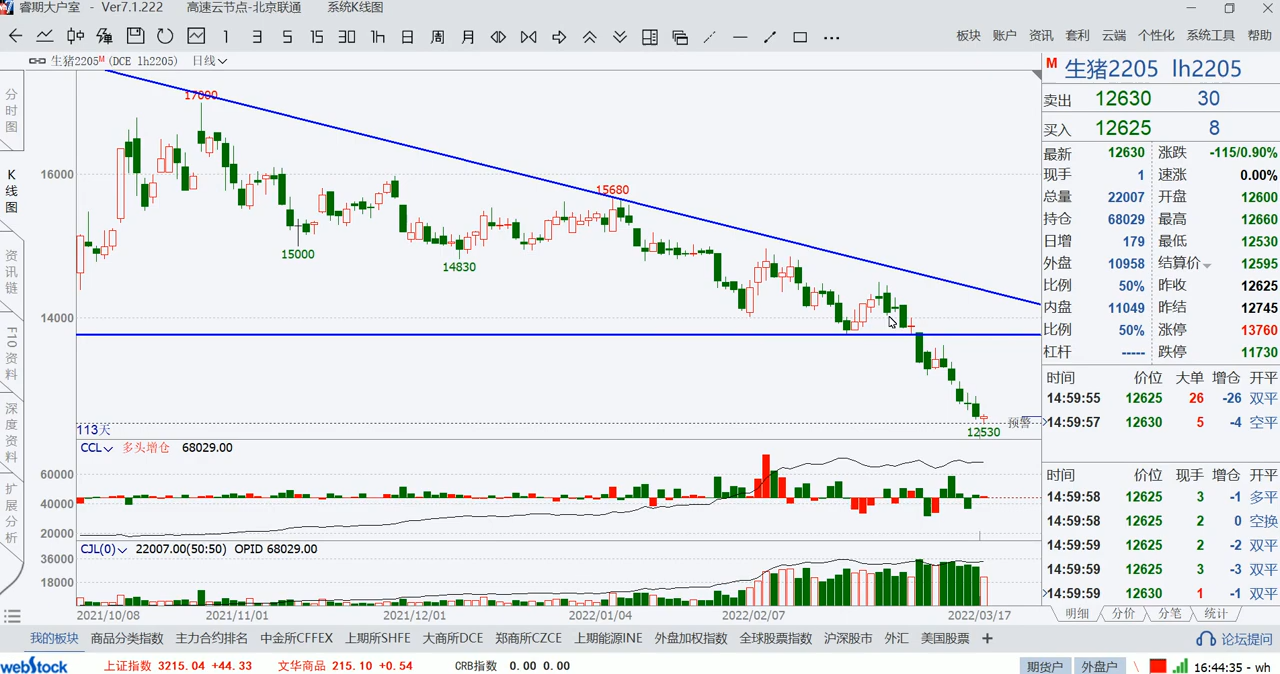 睿期大户室 - Ver7.1.222 高速云节点-北京联通 系统K线图
1 3 5 15 30 1h 日 周 月
板块 账户 资讯 套利 云端 个性化 系统工具 帮助
生猪2205M (DCE lh2205) 日线
分时图
K线图
资讯链
F10资料
深度资料
扩展分析
17000
16000
15680
15000
14830
14000
113天
预警
12530
CCL 多头增仓 68029.00
60000
40000
20000
CJL(0) 22007.00(50:50) OPID 68029.00
36000
18000
2021/10/08 2021/11/01 2021/12/01 2022/01/04 2022/02/07 2022/03/17
M 生猪2205 lh2205
卖出 12630 30
买入 12625 8
最新 12630 涨跌 -115/0.90%
现手 1 速涨 0.00%
总量 22007 开盘 12600
持仓 68029 最高 12660
日增 179 最低 12530
外盘 10958 结算价 12595
比例 50% 昨收 12625
内盘 11049 昨结 12745
比例 50% 涨停 13760
杠杆 ----- 跌停 11730
时间 价位 大单 增仓 开平
14:59:55 12625 26 -26 双平
14:59:57 12630 5 -4 空平
时间 价位 现手 增仓 开平
14:59:58 12625 3 -1 多平
14:59:58 12625 2 0 空换
14:59:59 12625 2 -2 双平
14:59:59 12625 3 -3 双平
14:59:59 12630 1 -1 双平
明细 分价 分笔 统计
我的板块 商品分类指数 主力合约排名 中金所CFFEX 上期所SHFE 大商所DCE 郑商所CZCE 上期能源INE 外盘加权指数 全球股票指数 沪深股市 外汇 美国股票 + 论坛提问
webStock 上证指数 3215.04 +44.33 文华商品 215.10 +0.54 CRB指数 0.00 0.00 期货户 外盘户 16:44:35 - wh